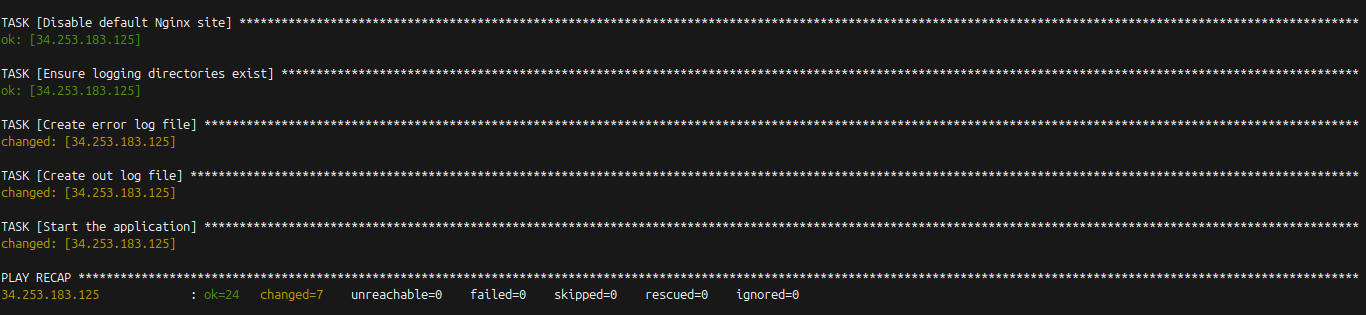 TASK [Disable default Nginx site] ****************************************************************************************************************************************************************
ok: [34.253.183.125]
TASK [Ensure logging directories exist] **********************************************************************************************************************************************************
ok: [34.253.183.125]
TASK [Create error log file] *********************************************************************************************************************************************************************
changed: [34.253.183.125]
TASK [Create out log file] ***********************************************************************************************************************************************************************
changed: [34.253.183.125]
TASK [Start the application] *********************************************************************************************************************************************************************
changed: [34.253.183.125]
PLAY RECAP ***************************************************************************************************************************************************************************************
34.253.183.125             : ok=24   changed=7    unreachable=0    failed=0    skipped=0    rescued=0    ignored=0